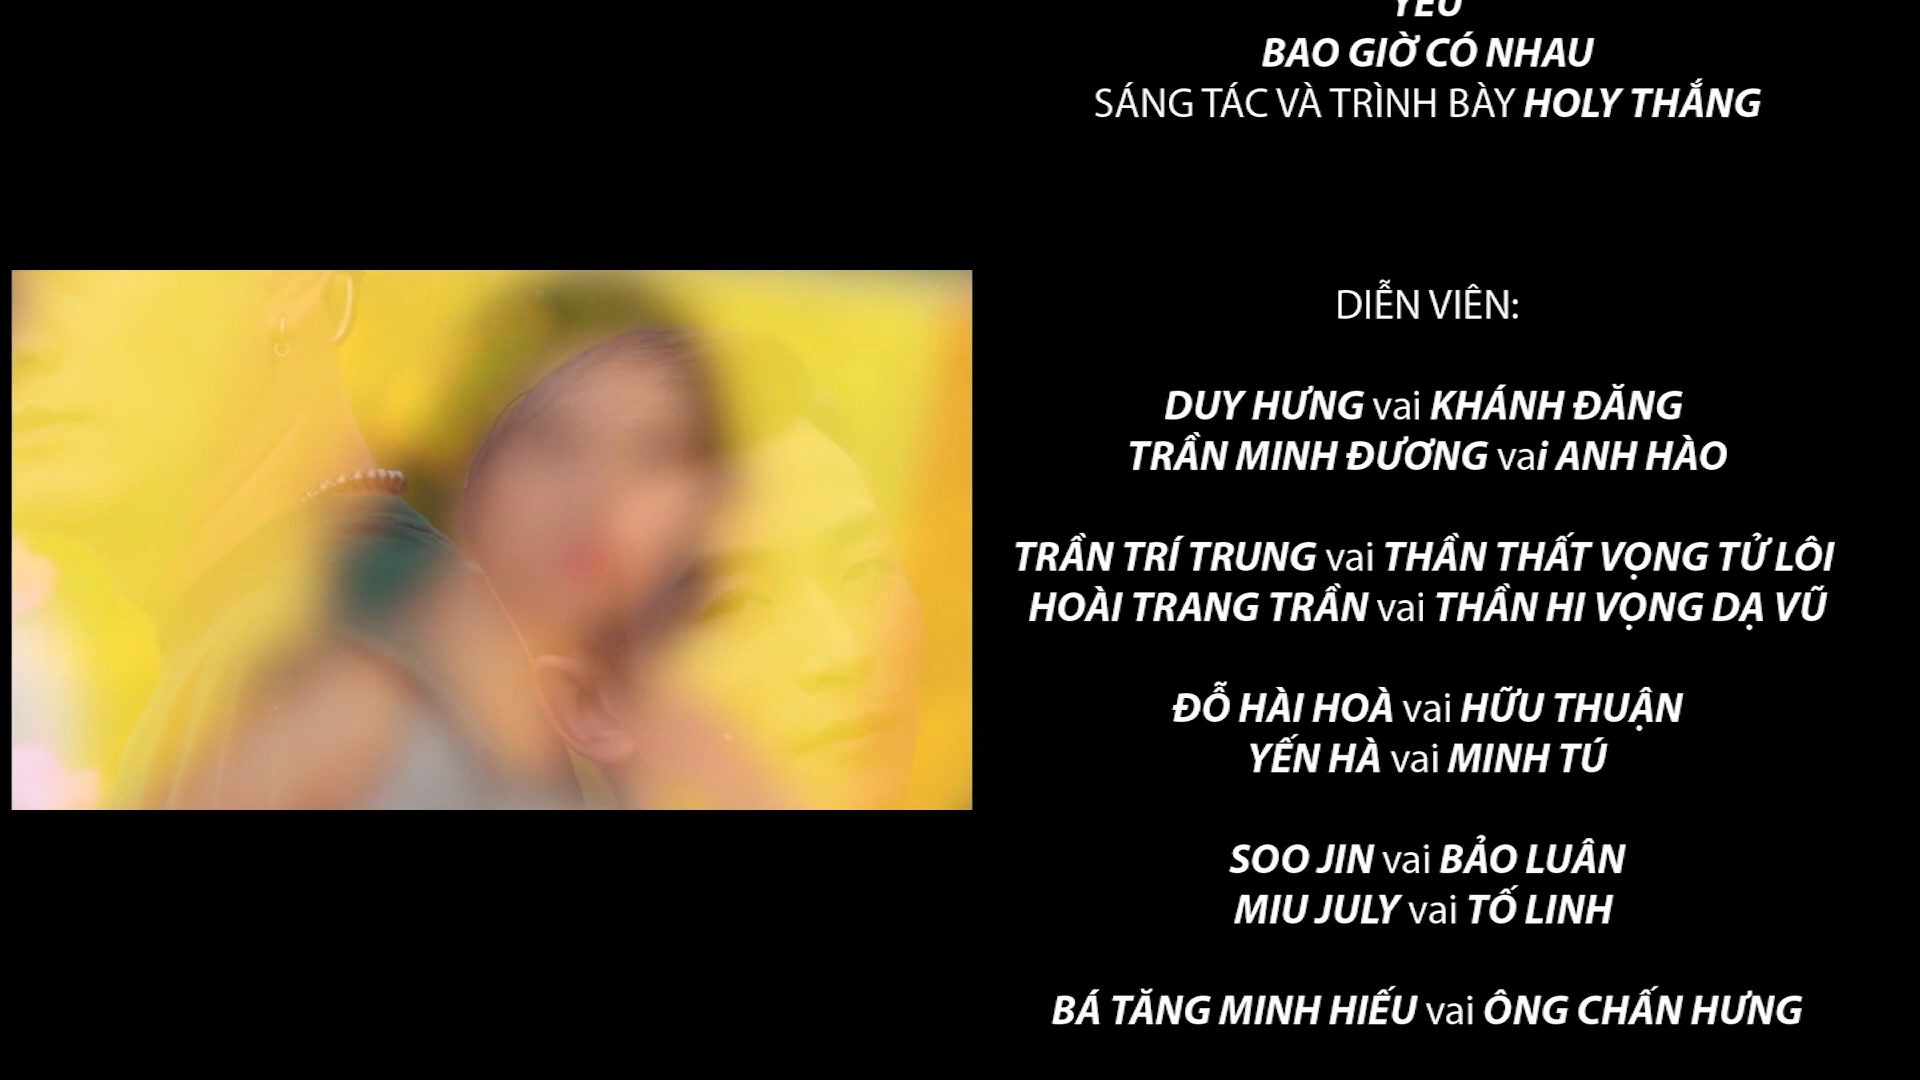 YÊU
BAO GIỜ CÓ NHAU
SÁNG TÁC VÀ TRÌNH BÀY HOLY THẮNG
DIỄN VIÊN:
DUY HƯNG vai KHÁNH ĐĂNG
TRẦN MINH ĐƯƠNG vai ANH HÀO
TRẦN TRÍ TRUNG vai THẦN THẤT VỌNG TỬ LÔI
HOÀI TRANG TRẦN vai THẦN HI VỌNG DẠ VŨ
ĐỖ HÀI HOÀ vai HỮU THUẬN
YẾN HÀ vai MINH TÚ
SOO JIN vai BẢO LUÂN
MIU JULY vai TỐ LINH
BÁ TĂNG MINH HIẾU vai ÔNG CHẤN HƯNG